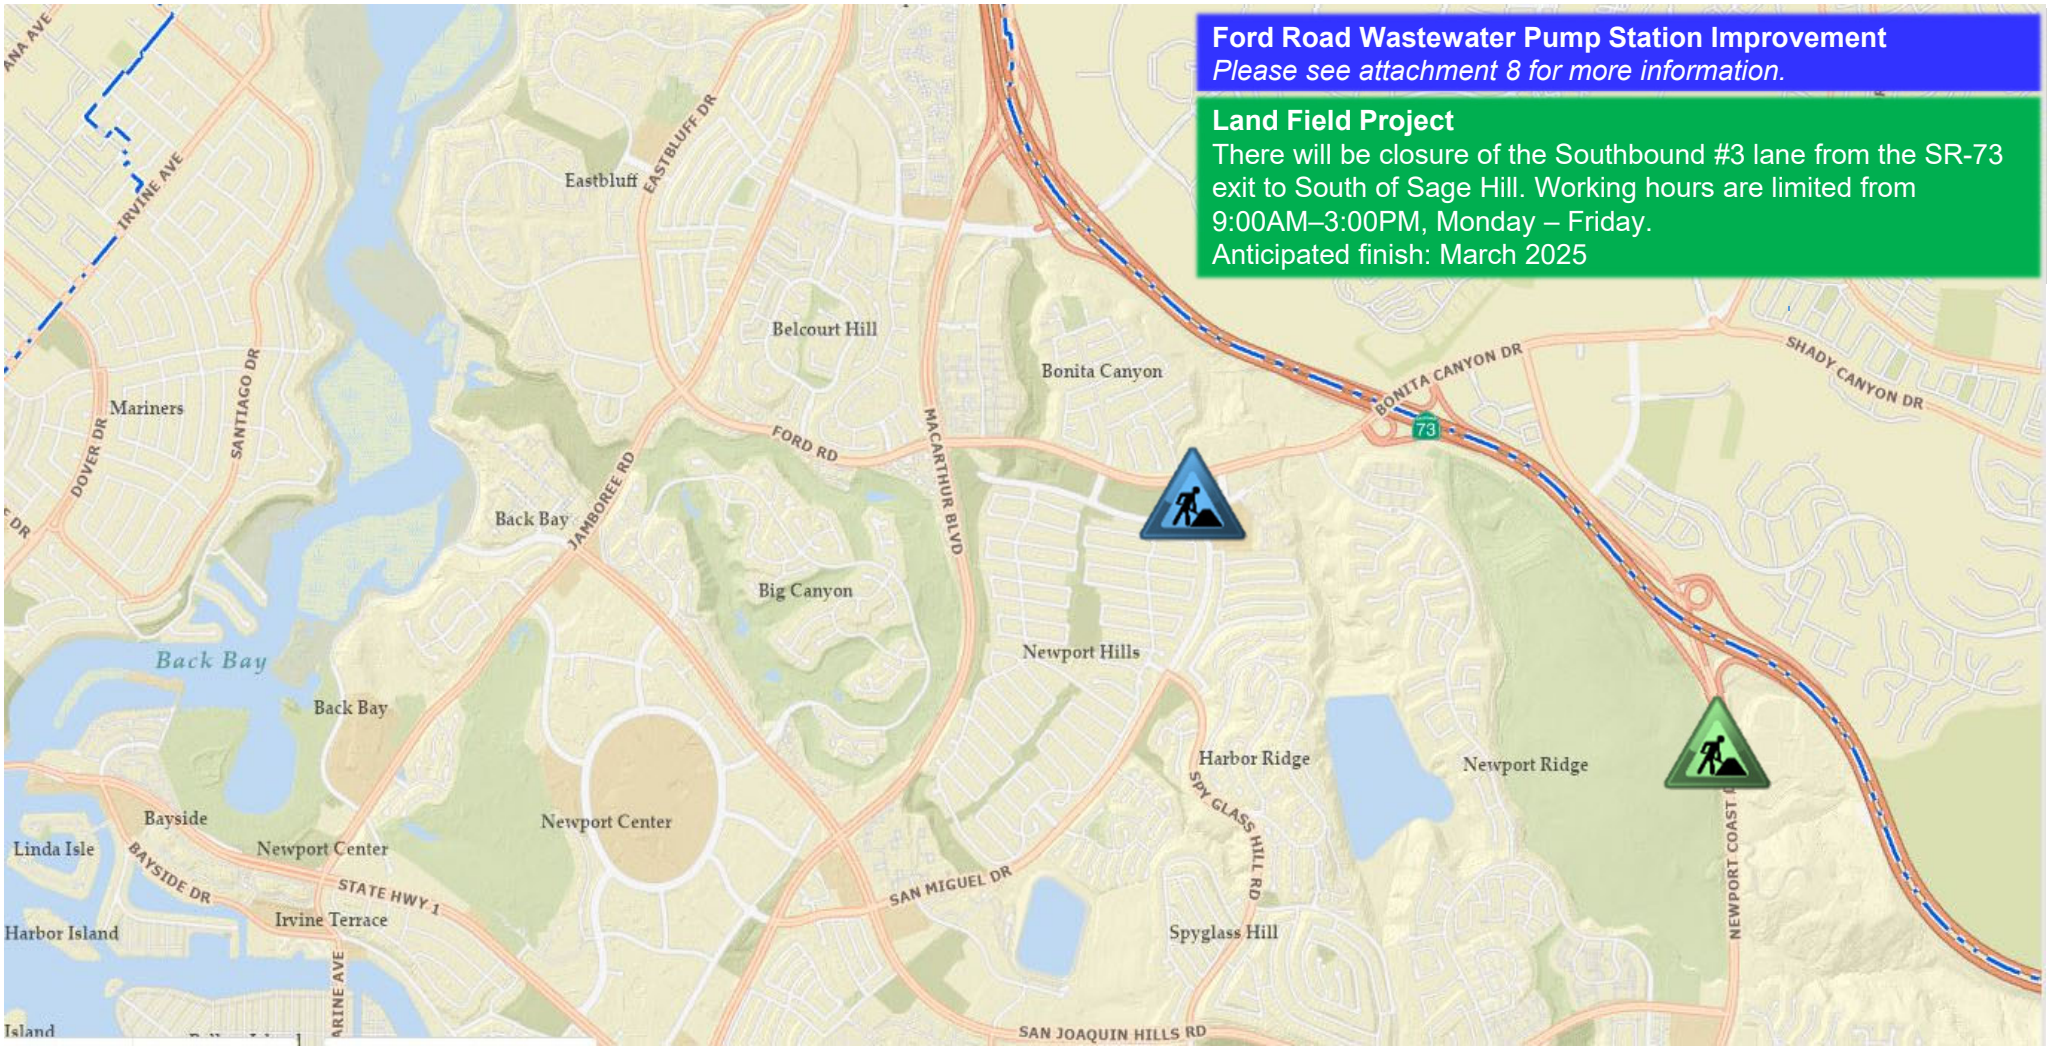 Ford Road Wastewater Pump Station Improvement
Please see attachment 8 for more information.
Land Field Project
There will be closure of the Southbound #3 lane from the SR-73
exit to South of Sage Hill. Working hours are limited from
9:00AM–3:00PM, Monday – Friday.
Anticipated finish: March 2025
ANA AVE
IRVINE AVE
EASTBLUFF DR
Eastbluff
Belcourt Hill
Bonita Canyon
BONITA CANYON DR
SHADY CANYON DR
73
Mariners
SANTIAGO DR
DOVER DR
DR
FORD RD
MACARTHUR BLVD
JAMBOREE RD
Back Bay
Big Canyon
Newport Hills
Back Bay
Back Bay
Harbor Ridge
Newport Ridge
SPY GLASS HILL RD
NEWPORT COAST
Newport Center
Bayside
Linda Isle
Newport Center
BAYSIDE DR
STATE HWY 1
SAN MIGUEL DR
Irvine Terrace
Harbor Island
Spyglass Hill
ARINE AVE
Island
SAN JOAQUIN HILLS RD